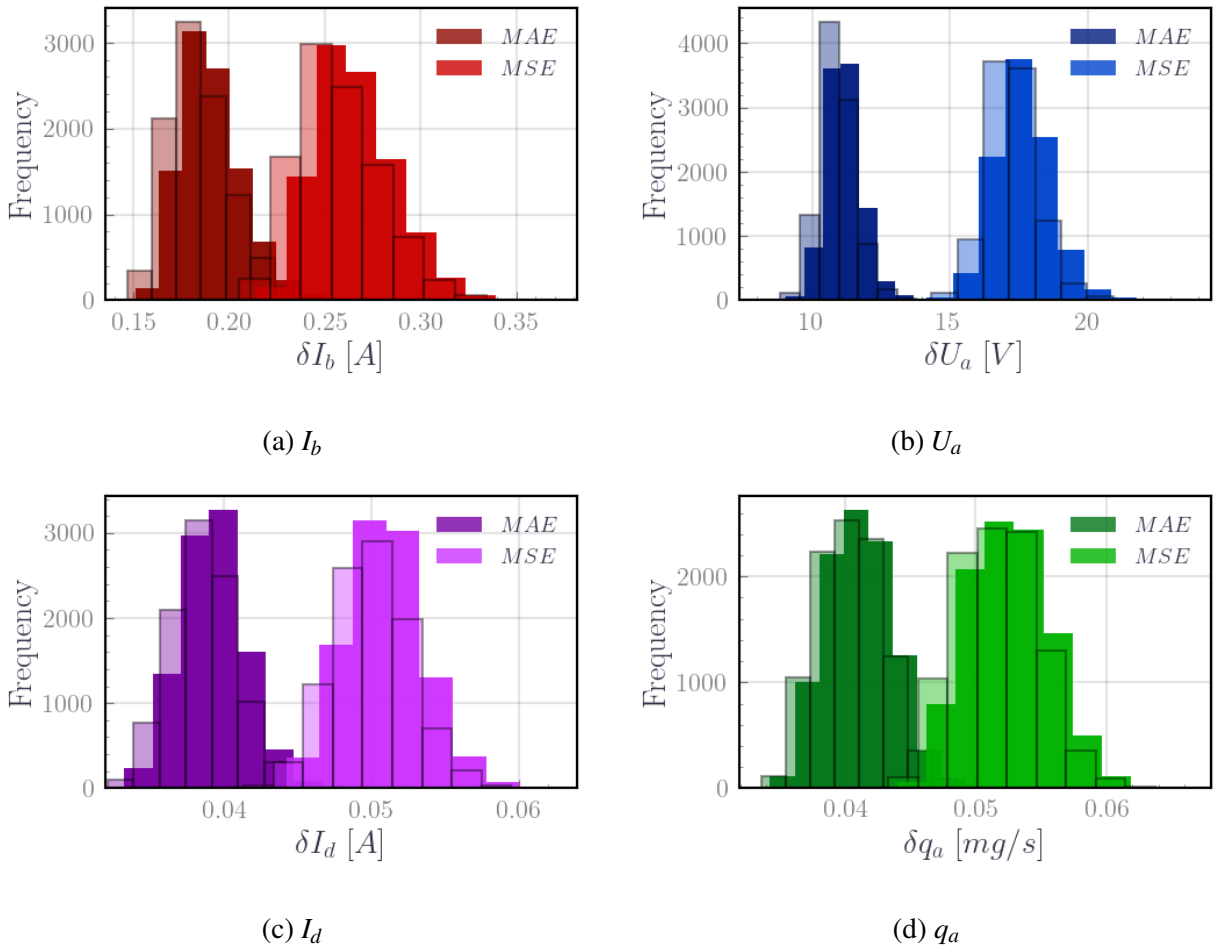 3000
2000
1000
0
Frequency
MAE
MSE
0.15 0.20 0.25 0.30 0.35
δI_b [A]
(a) I_b
4000
3000
2000
1000
0
Frequency
MAE
MSE
10 15 20
δU_a [V]
(b) U_a
3000
2000
1000
0
Frequency
MAE
MSE
0.04 0.05 0.06
δI_d [A]
(c) I_d
2000
1000
0
Frequency
MAE
MSE
0.04 0.05 0.06
δq_a [mg/s]
(d) q_a